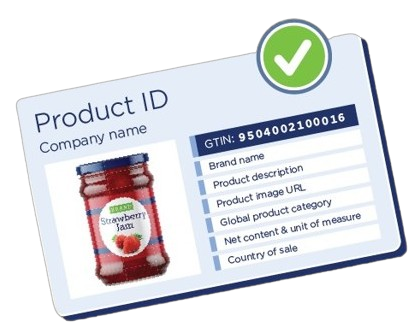 Product ID
Company name
GTIN: 9504002100016
Brand name
Product description
Product image URL
Global product category
Net content & unit of measure
Country of sale
BRAND
Strawberry
Jam